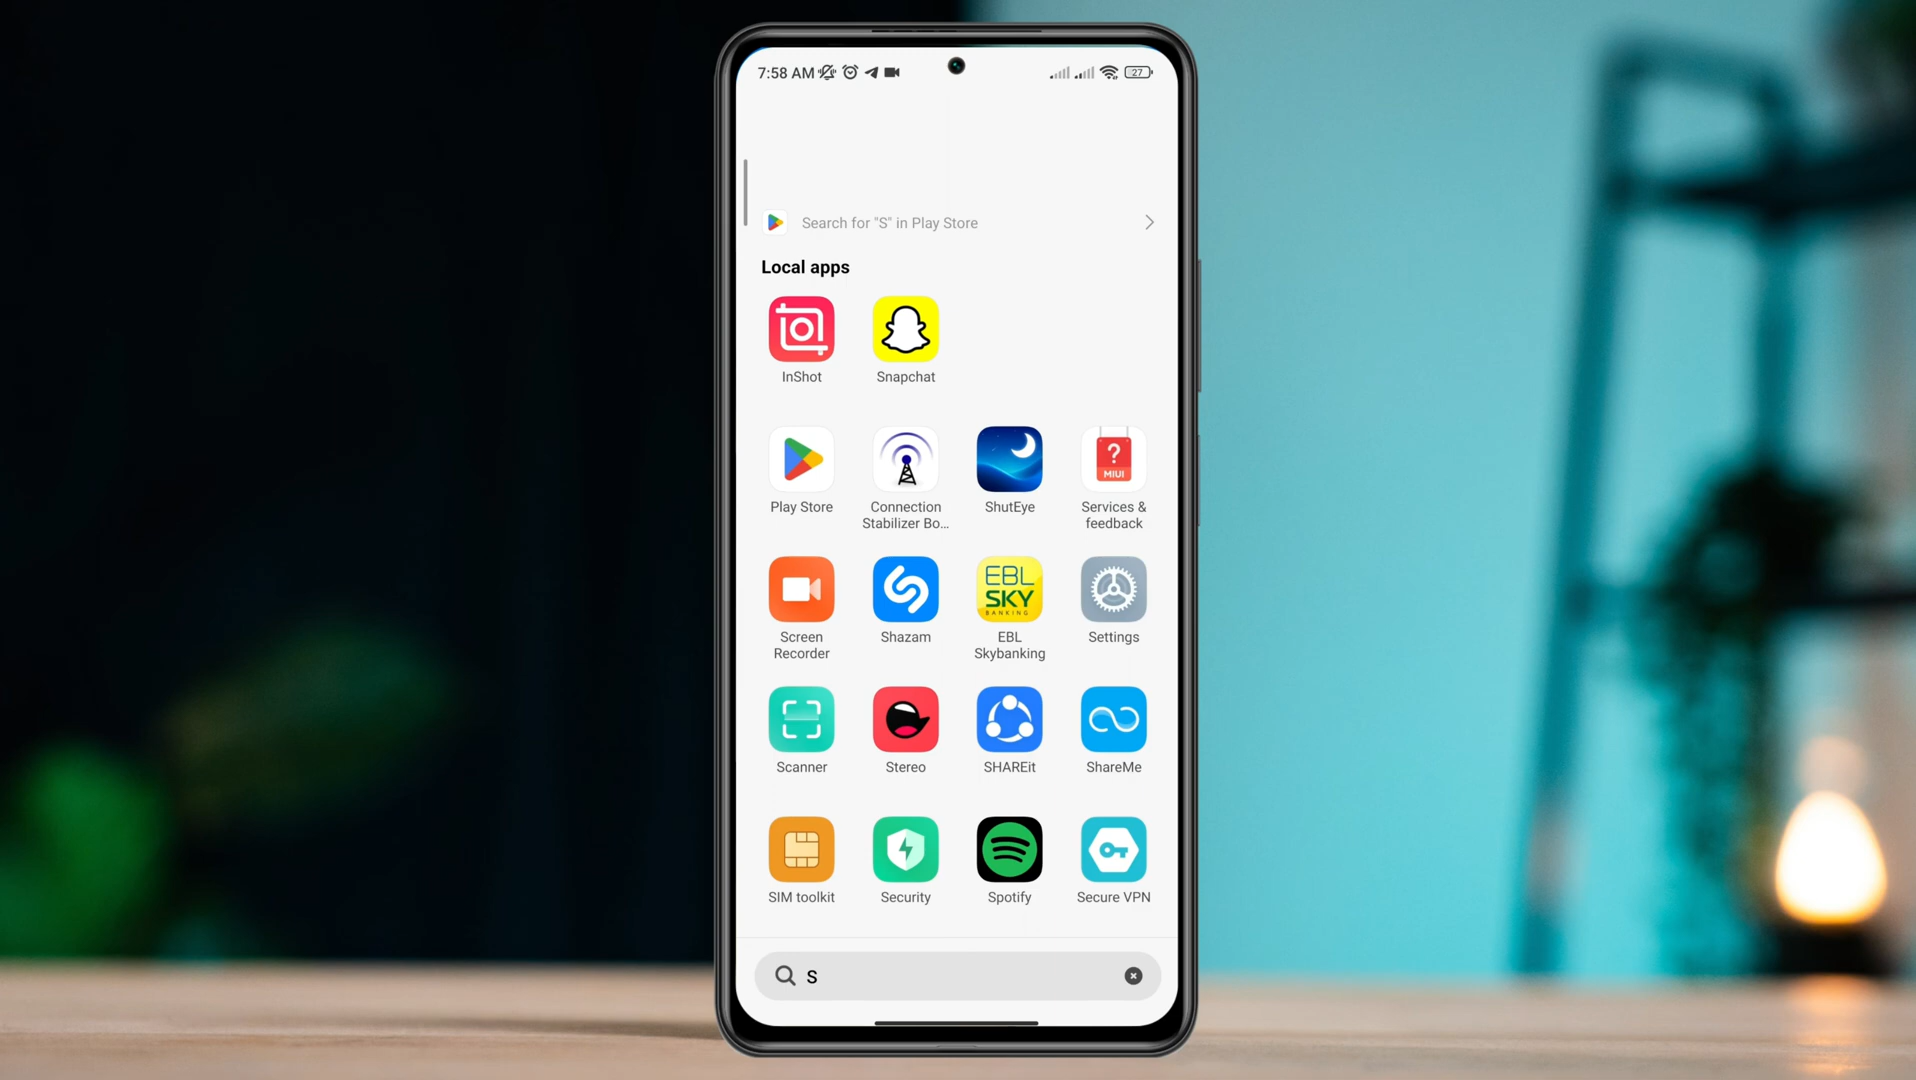 7:58 AM
27
Search for "S" in Play Store
Local apps
InShot
Snapchat
Play Store
Connection
Stabilizer Bo...
ShutEye
?
MIUI
Services &
feedback
Screen
Recorder
Shazam
EBL
SKY
BANKING
EBL
Skybanking
Settings
Scanner
Stereo
SHAREit
ShareMe
SIM toolkit
Security
Spotify
Secure VPN
S